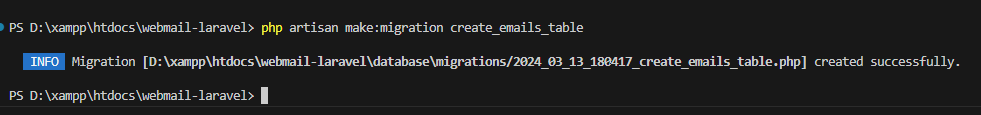 PS D:\xampp\htdocs\webmail-laravel> php artisan make:migration create_emails_table
INFO Migration [D:\xampp\htdocs\webmail-laravel\database\migrations/2024_03_13_180417_create_emails_table.php] created successfully.
PS D:\xampp\htdocs\webmail-laravel>